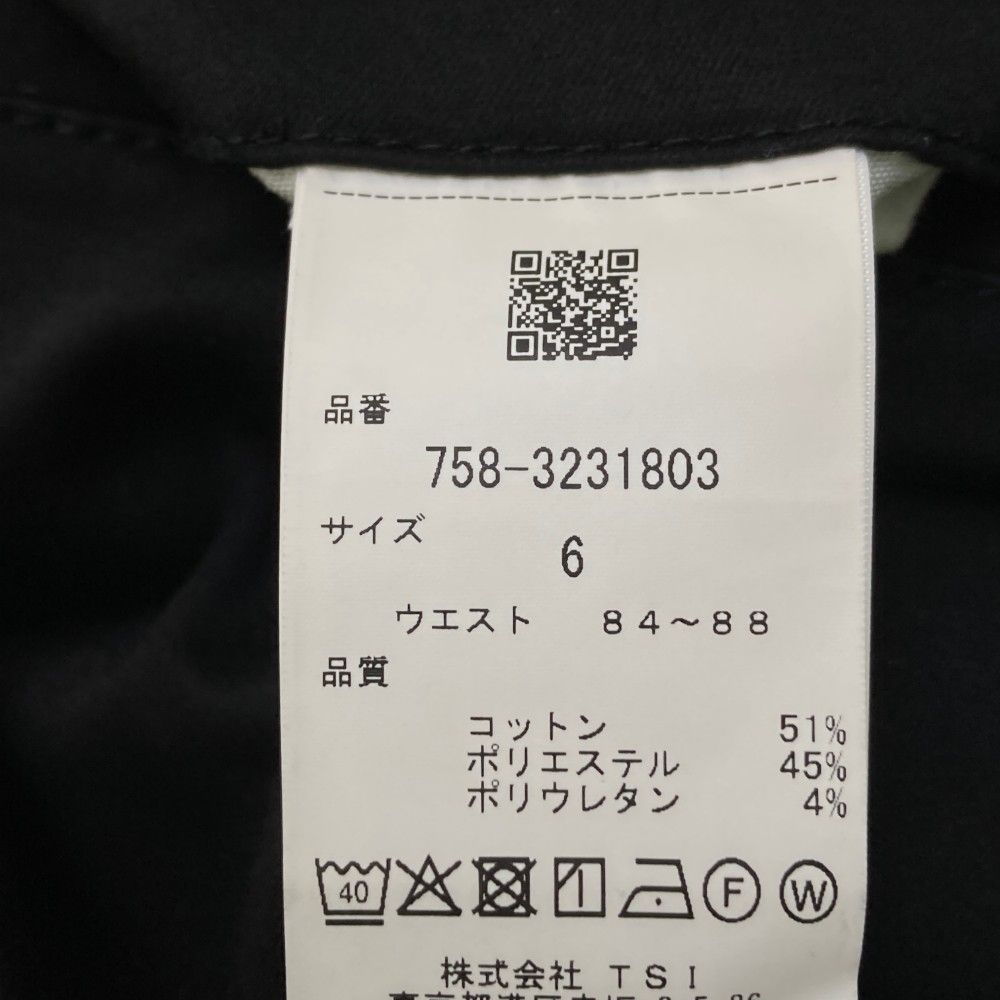 品番
758-3231803
サイズ
6
ウエスト ８４～８８
品質
コットン 51%
ポリエステル 45%
ポリウレタン 4%
40 F W
株式会社 ＴＳＩ